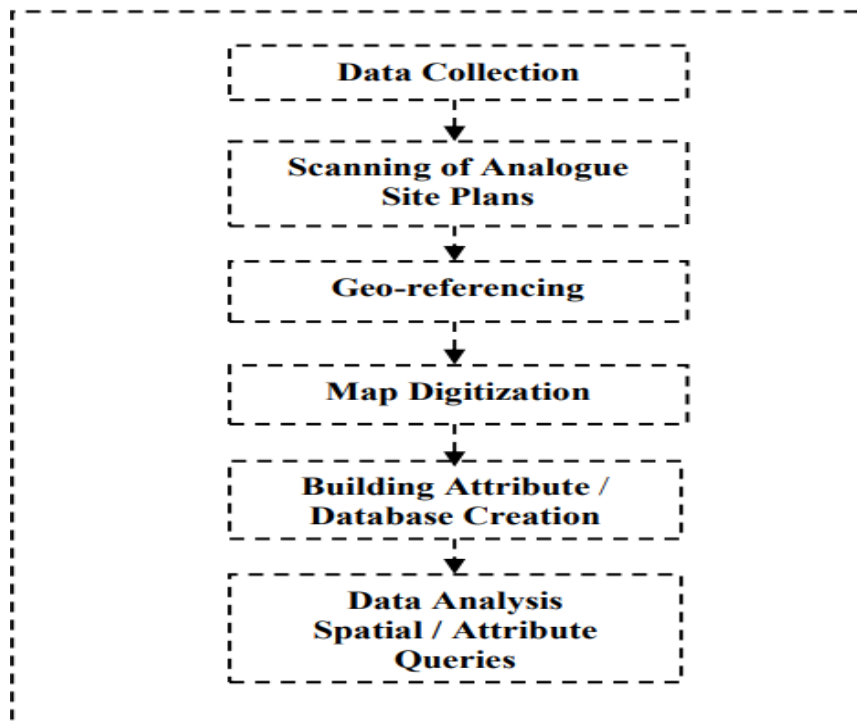 Data Collection
Scanning of Analogue
Site Plans
Geo-referencing
Map Digitization
Building Attribute /
Database Creation
Data Analysis
Spatial / Attribute
Queries